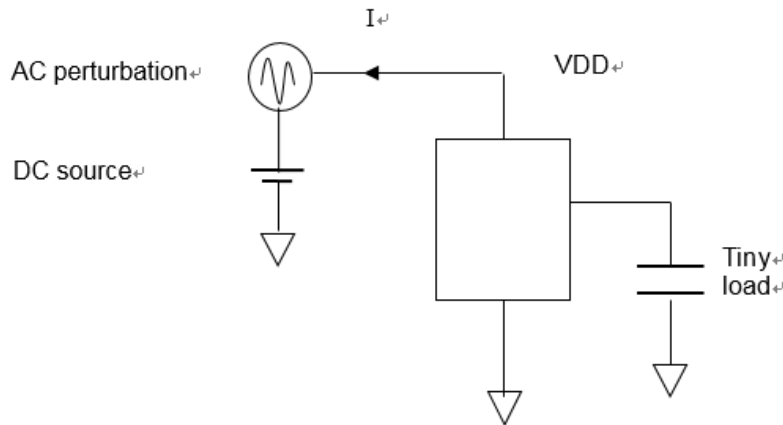 I↵
AC perturbation↵
VDD↵
DC source↵
Tiny↵
load↵